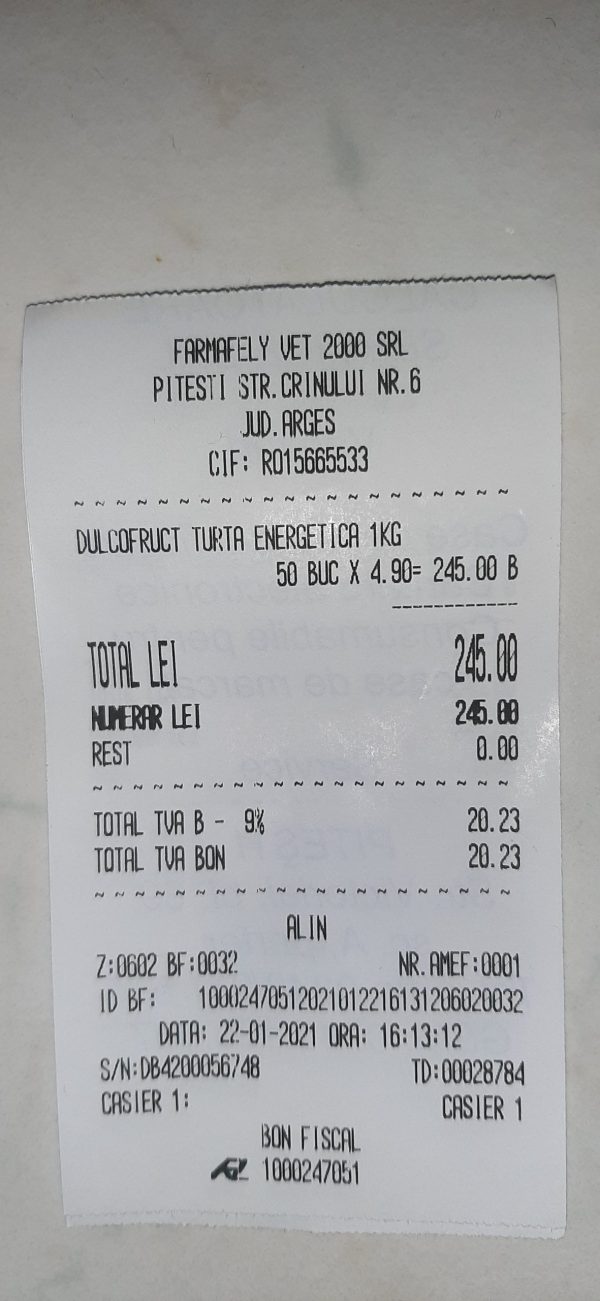 FARMAFELY VET 2000 SRL
PITESTI STR.CRINULUI NR.6
JUD.ARGES
CIF: RO15665533
DULCOFRUCT TURTA ENERGETICA 1KG
50 BUC X 4.90= 245.00 B
TOTAL LEI 245.00
NUMERAR LEI 245.00
REST 0.00
TOTAL TVA B - 9% 20.23
TOTAL TVA BON 20.23
ALIN
Z:0602 BF:0032 NR.AMEF:0001
ID BF: 10002470512021012216131206020032
DATA: 22-01-2021 ORA: 16:13:12
S/N:DB4200056748 TD:00028784
CASIER 1: CASIER 1
BON FISCAL
1000247051